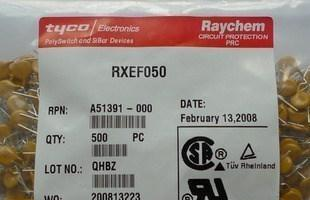 tyco / Electronics
PolySwitch and SiBar Devices
Raychem
CIRCUIT PROTECTION
PRC
RXEF050
RPN: A51391-000
DATE:
February 13,2008
QTY: 500 PC
LOT NO.: QHBZ
SA
TÜV Rheinland
WO: 200813223